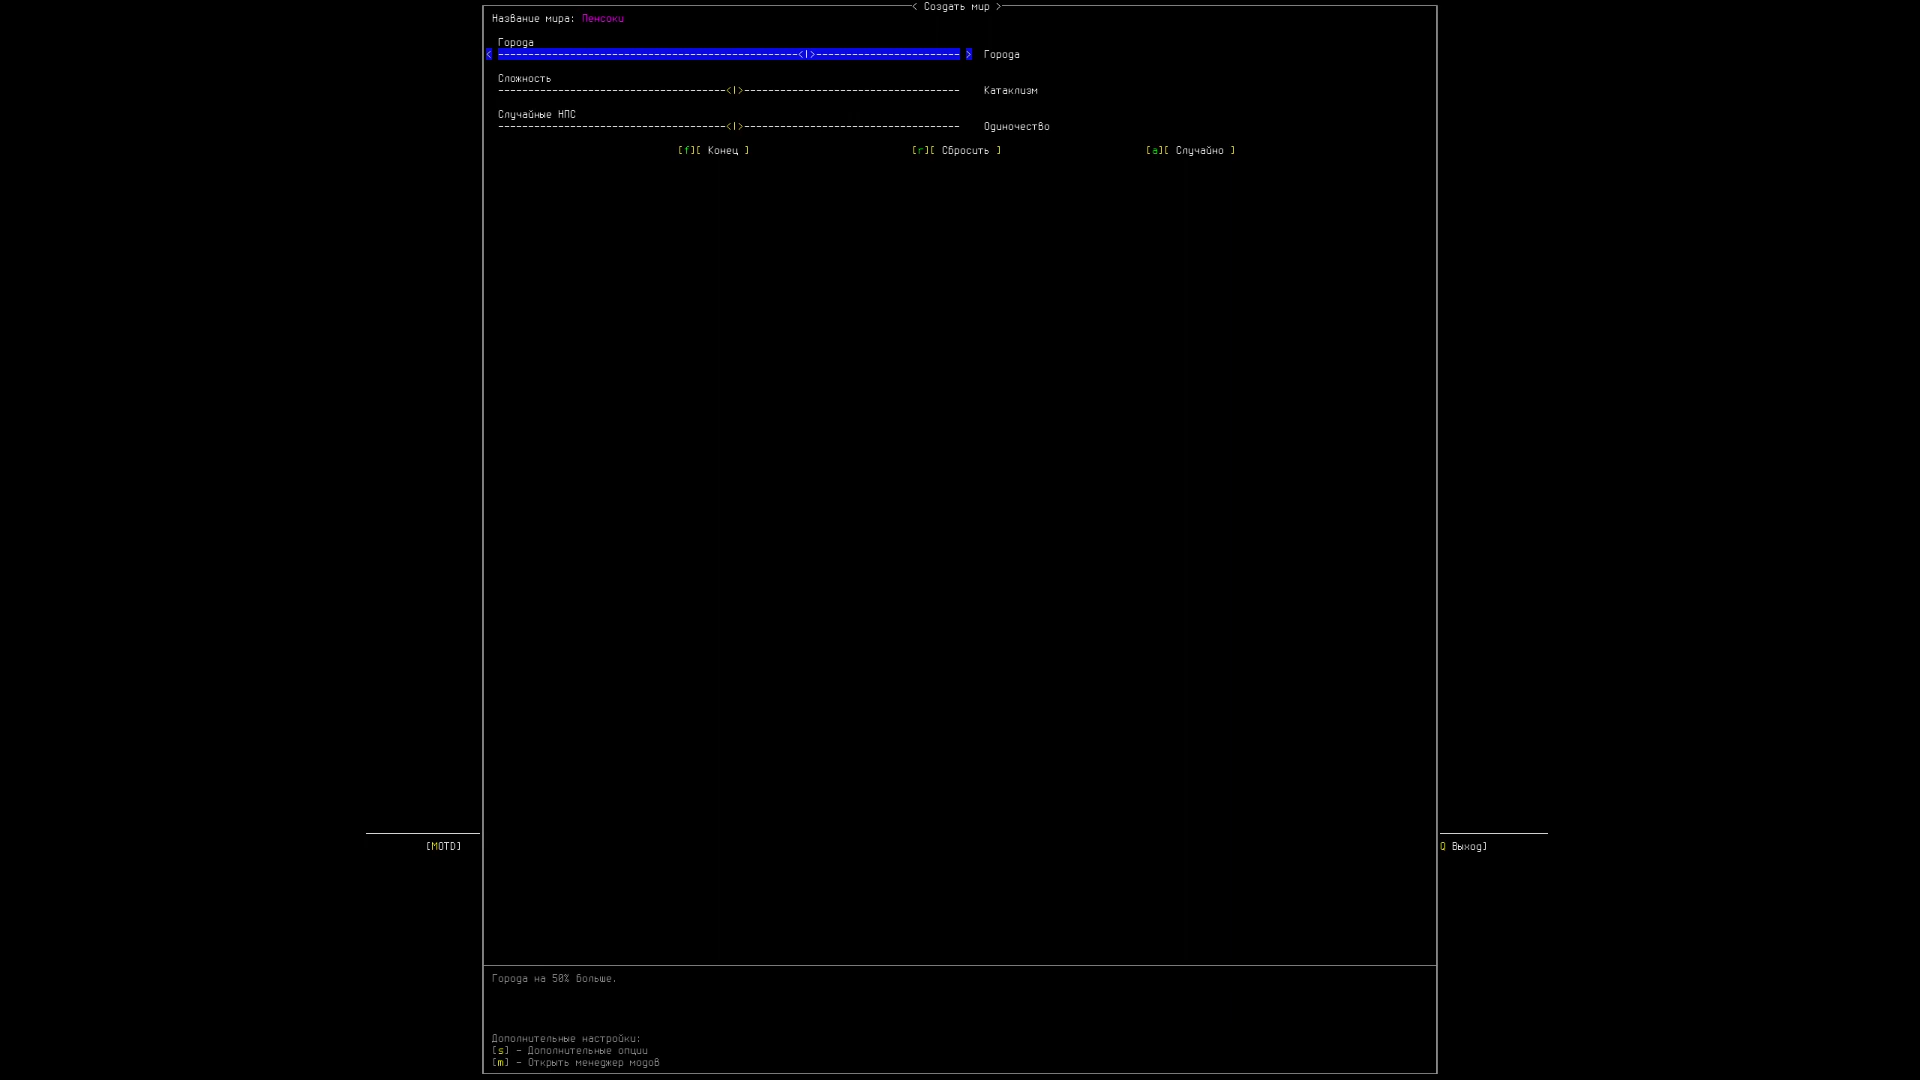 < Создать мир >
Название мира: Пенсоки
Города
< --------------------------------------------------<|>------------------------ > Города
Сложность
--------------------------------------<|>------------------------------------ Катаклизм
Случайные НПС
--------------------------------------<|>------------------------------------ Одиночество
[f][ Конец ] [r][ Сбросить ] [a][ Случайно ]
[MOTD] Q Выход]
Города на 50% больше.
Дополнительные настройки:
[s] - Дополнительные опции
[m] - Открыть менеджер модов